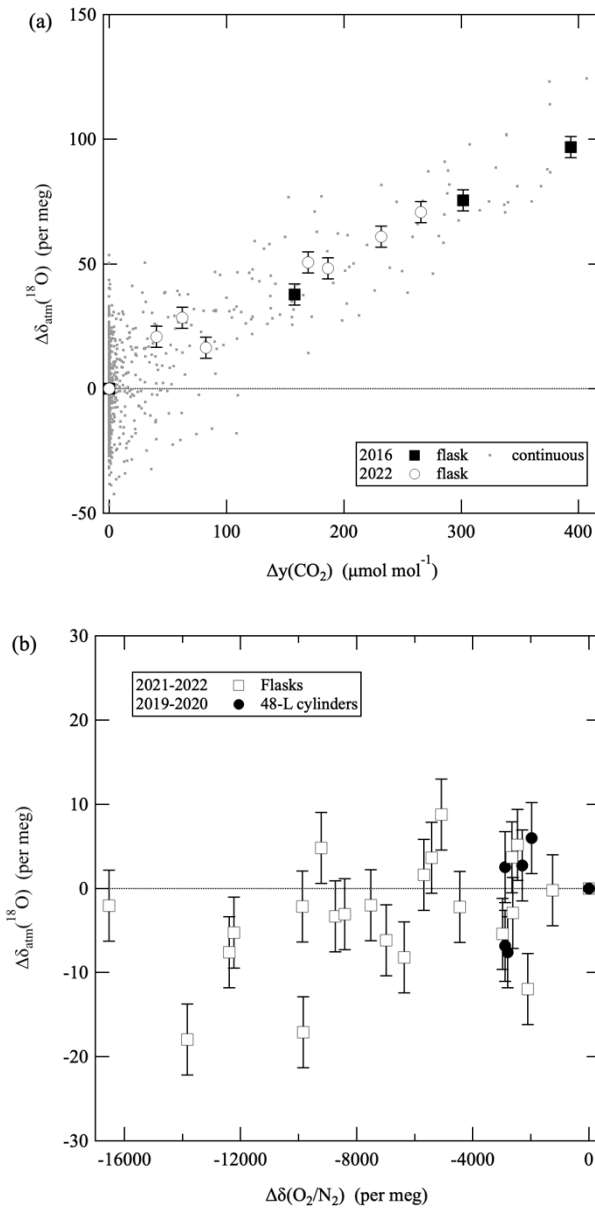 (a)
150
100
50
0
-50
Δδatm(¹⁸O) (per meg)
2016 flask continuous
2022 flask
0 100 200 300 400
Δy(CO₂) (μmol mol⁻¹)
(b)
30
20
10
0
-10
-20
-30
Δδatm(¹⁸O) (per meg)
2021-2022 Flasks
2019-2020 48-L cylinders
-16000 -12000 -8000 -4000 0
Δδ(O₂/N₂) (per meg)